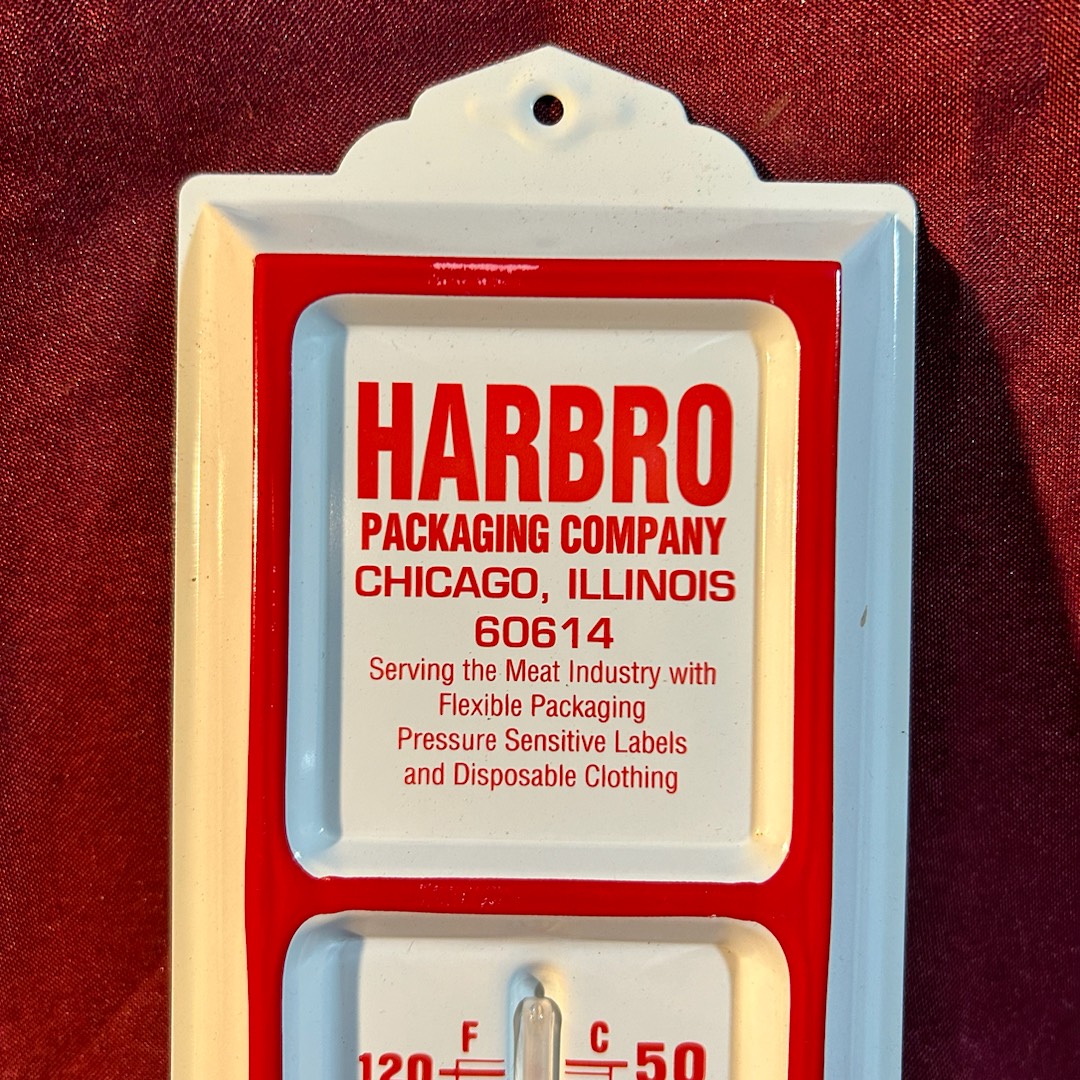 HARBRO
PACKAGING COMPANY
CHICAGO, ILLINOIS
60614
Serving the Meat Industry with
Flexible Packaging
Pressure Sensitive Labels
and Disposable Clothing
F C
120 50